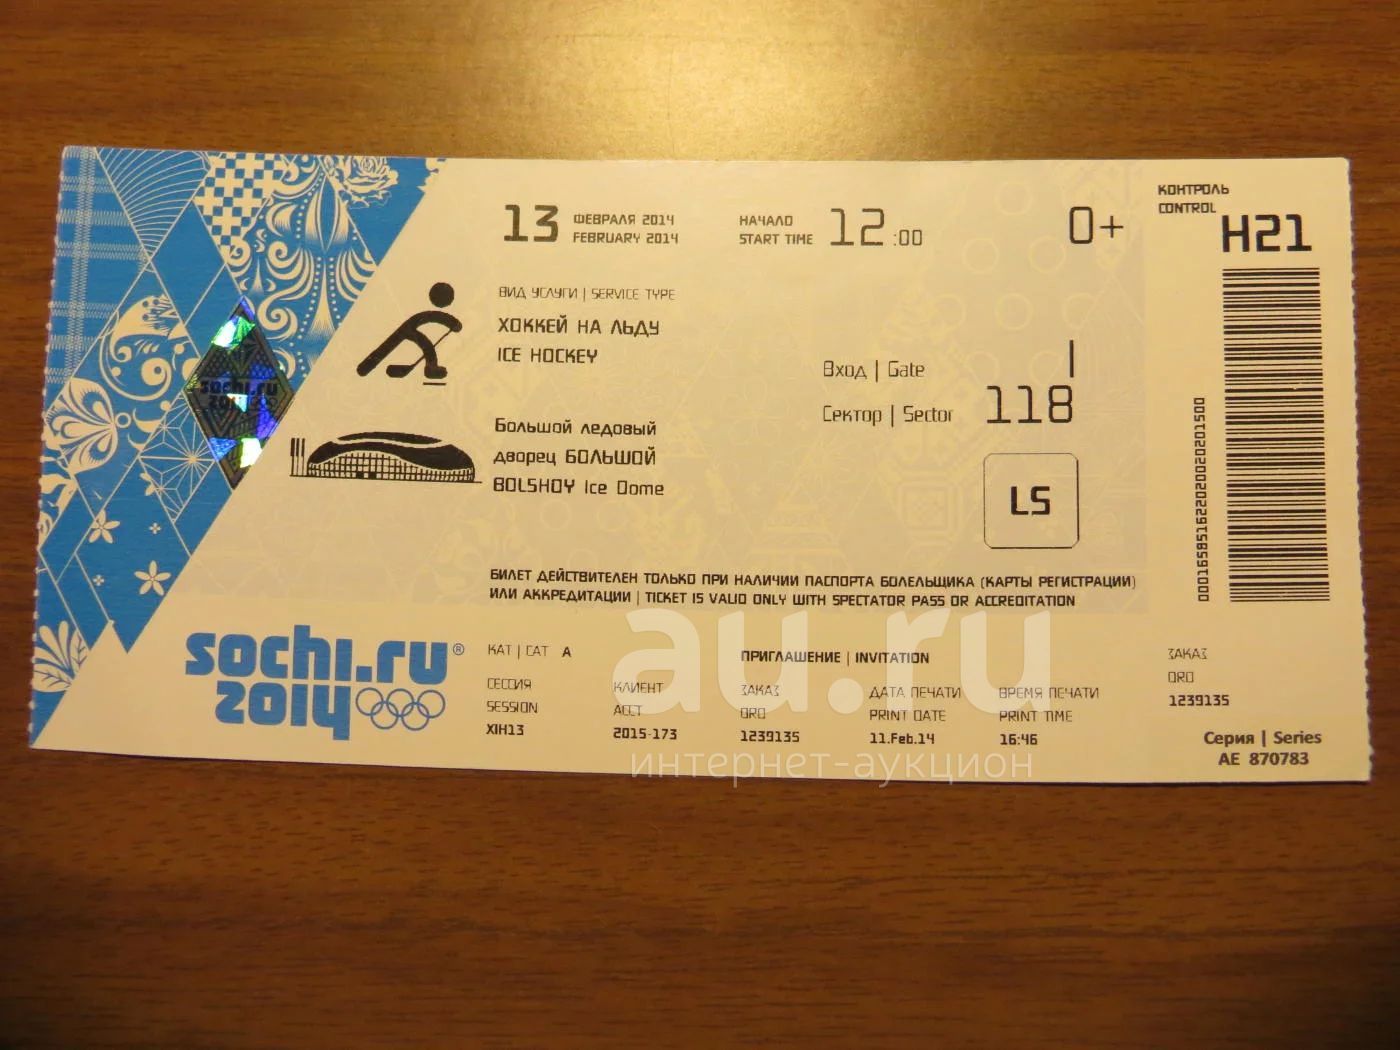 13 ФЕВРАЛЯ 2014
FEBRUARY 2014
НАЧАЛО
START TIME 12:00
0+
КОНТРОЛЬ
CONTROL
H21
ВИД УСЛУГИ | SERVICE TYPE
ХОККЕЙ НА ЛЬДУ
ICE HOCKEY
Вход | Gate I
Сектор | Sector 118
Большой ледовый
дворец БОЛЬШОЙ
BOLSHOY Ice Dome
LS
sochi.ru
2014
БИЛЕТ ДЕЙСТВИТЕЛЕН ТОЛЬКО ПРИ НАЛИЧИИ ПАСПОРТА БОЛЕЛЬЩИКА (КАРТЫ РЕГИСТРАЦИИ)
ИЛИ АККРЕДИТАЦИИ | TICKET IS VALID ONLY WITH SPECTATOR PASS OR ACCREDITATION
sochi.ru®
2014
КАТ | CAT A
ПРИГЛАШЕНИЕ | INVITATION
СЕССИЯ
SESSION
XIH13
КЛИЕНТ
ACCT
2015-173
ЗАКАЗ
ORD
1239135
ДАТА ПЕЧАТИ
PRINT DATE
11.Feb.14
ВРЕМЯ ПЕЧАТИ
PRINT TIME
16:46
ЗАКАЗ
ORD
1239135
Серия | Series
AE 870783
au.ru
интернет-аукцион